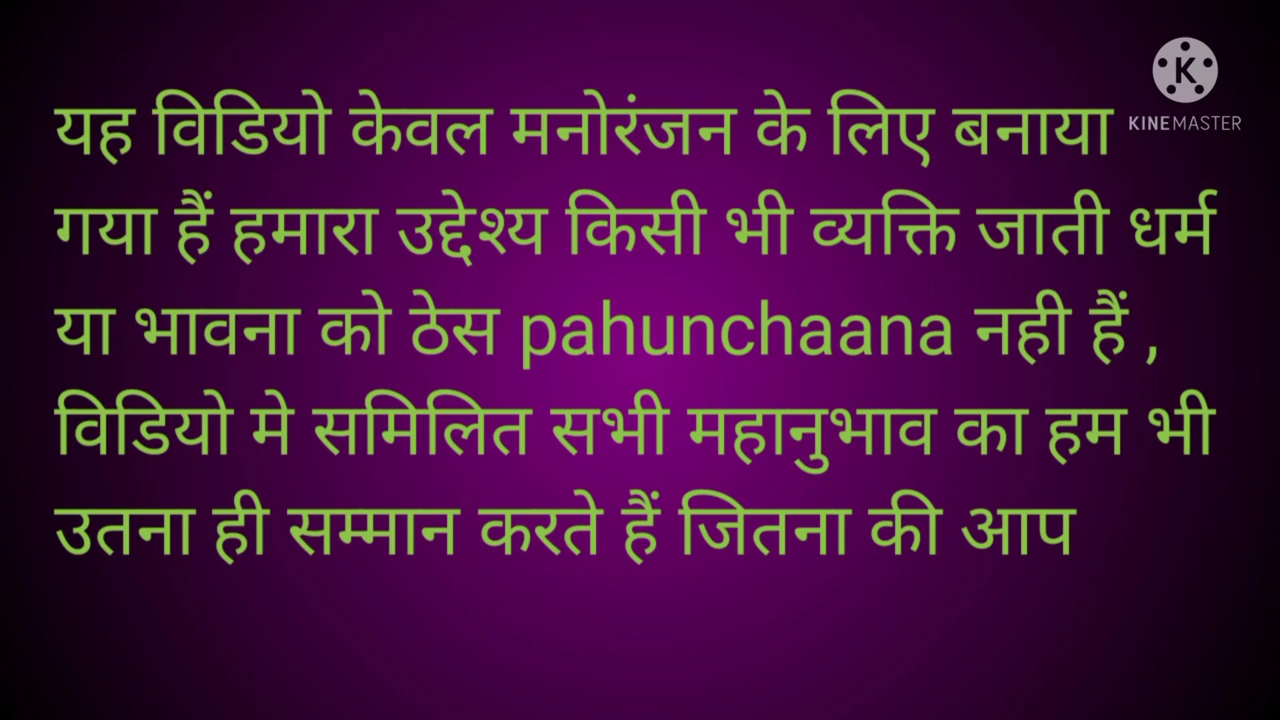 यह विडियो केवल मनोरंजन के लिए बनाया
गया हैं हमारा उद्देश्य किसी भी व्यक्ति जाती धर्म
या भावना को ठेस pahunchaana नही हैं ,
विडियो मे समिलित सभी महानुभाव का हम भी
उतना ही सम्मान करते हैं जितना की आप
K
KINEMASTER